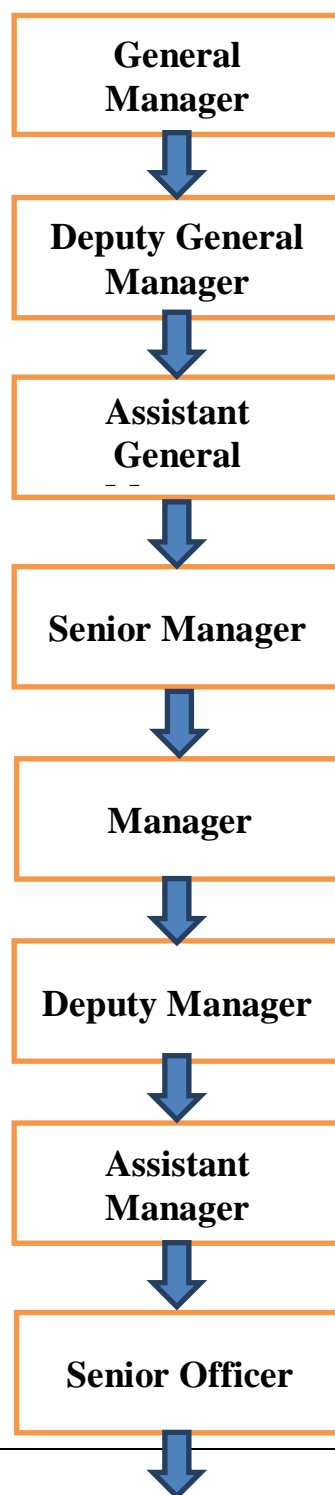 General
Manager
Deputy General
Manager
Assistant
General
Senior Manager
Manager
Deputy Manager
Assistant
Manager
Senior Officer